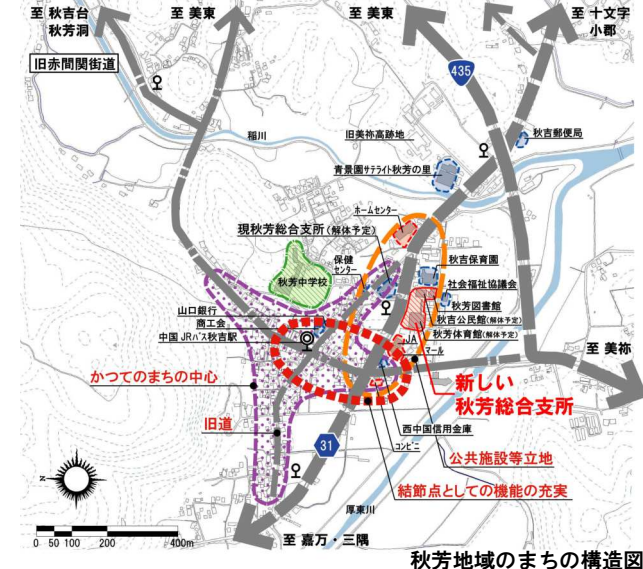 至 秋吉台
秋芳洞
至 美東
至 美東
至 十文字
小郡
旧赤間関街道
435
稲川
旧美祢高跡地
秋吉郵便局
青景園サテライト秋芳の里
ホームセンター
現秋芳総合支所(解体予定)
保健
センター
秋吉保育園
秋芳中学校
社会福祉協議会
秋芳図書館
山口銀行
秋吉公民館(解体予定)
商工会
秋芳体育館(解体予定)
中国JRバス秋吉駅
JA
マール
至 美祢
かつてのまちの中心
新しい
秋芳総合支所
旧道
31
西中国信用金庫
コンビニ
公共施設等立地
結節点としての機能の充実
N
厚東川
0 50 100 200 400m
至 嘉万・三隅
秋芳地域のまちの構造図